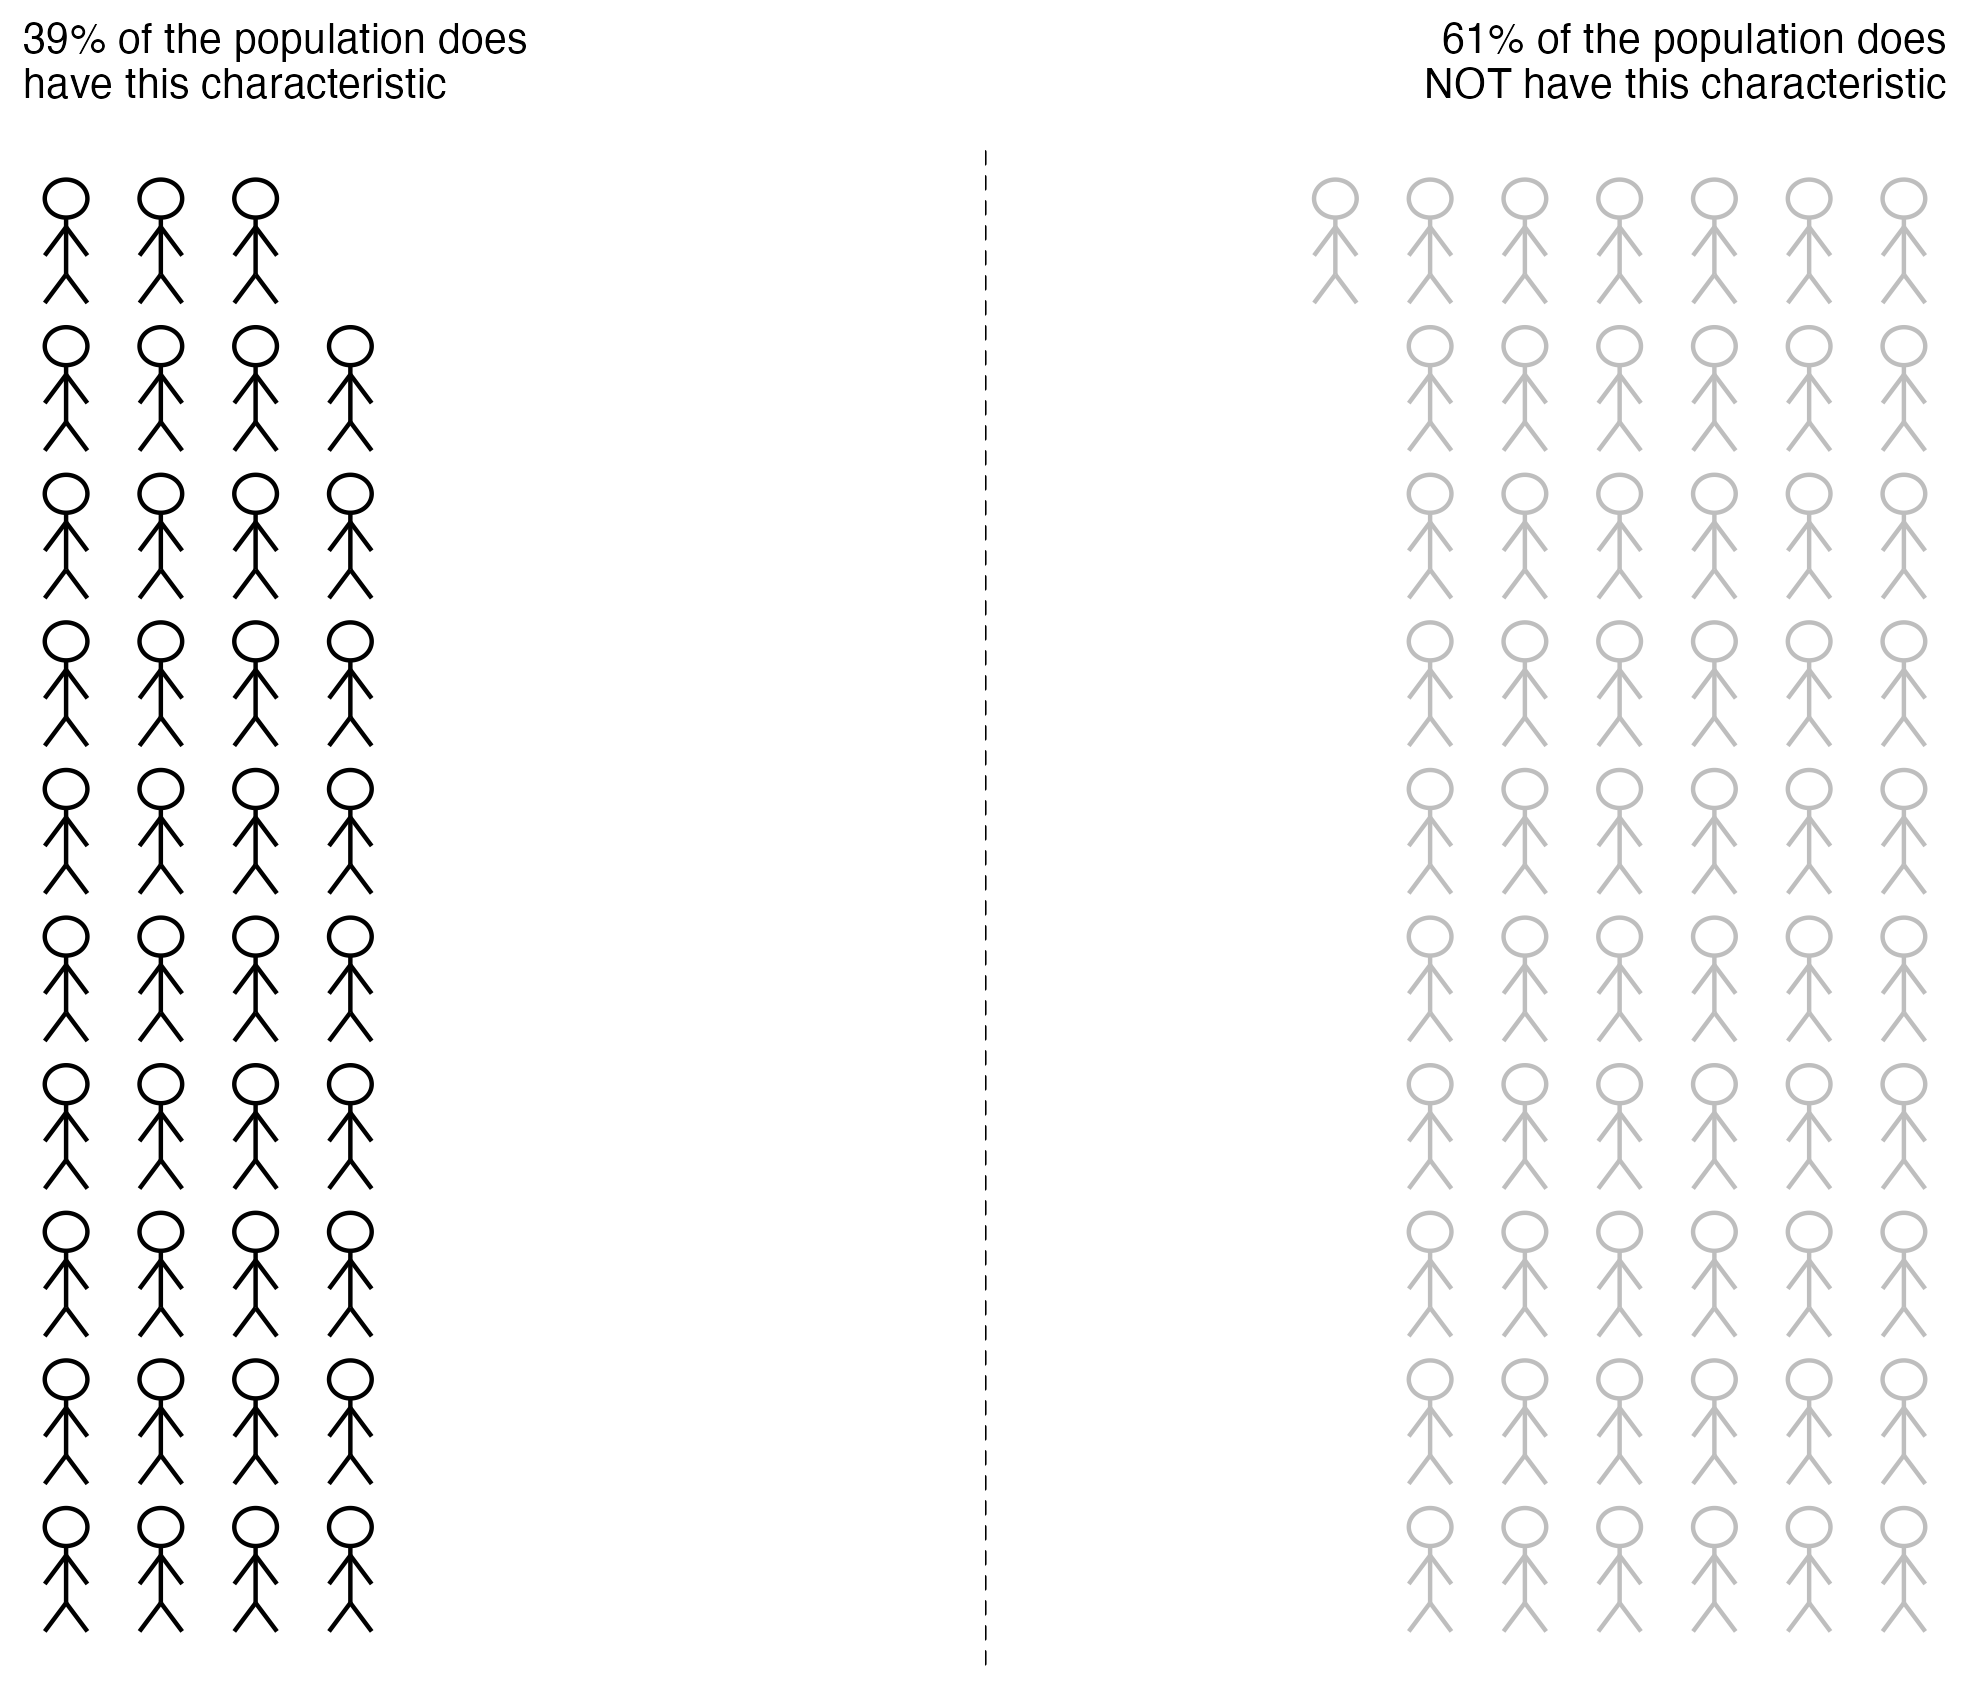 39% of the population does
have this characteristic
61% of the population does
NOT have this characteristic